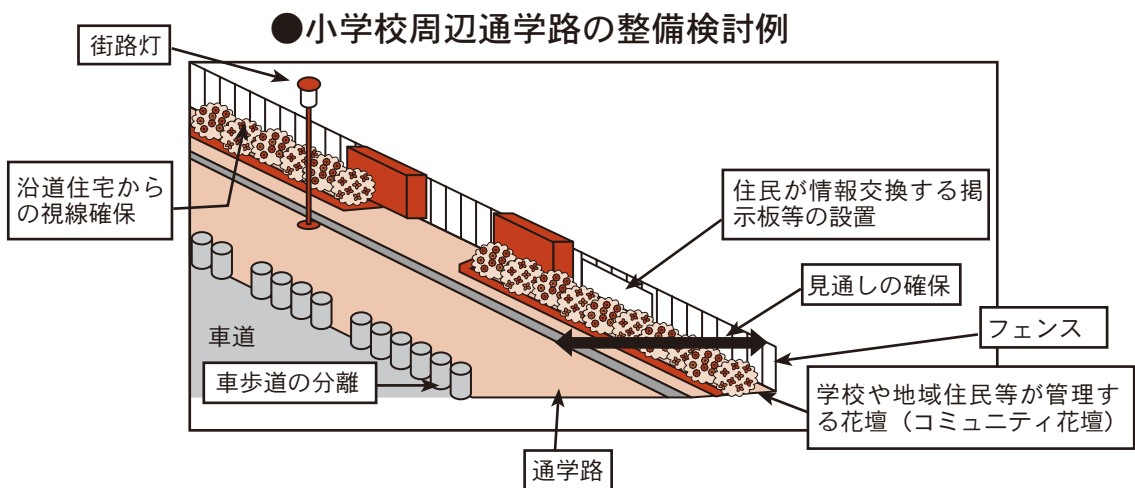 ●小学校周辺通学路の整備検討例
街路灯
沿道住宅から
の視線確保
住民が情報交換する掲
示板等の設置
見通しの確保
フェンス
車道
車歩道の分離
学校や地域住民等が管理す
る花壇（コミュニティ花壇）
通学路